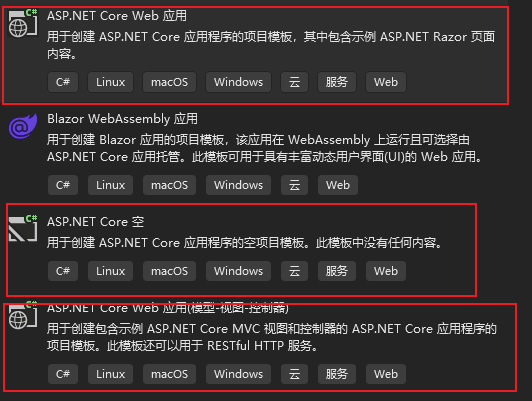 C#
ASP.NET Core Web 应用
用于创建 ASP.NET Core 应用程序的项目模板，其中包含示例 ASP.NET Razor 页面
内容。
C# Linux macOS Windows 云 服务 Web
Blazor WebAssembly 应用
用于创建 Blazor 应用的项目模板，该应用在 WebAssembly 上运行且可选择由
ASP.NET Core 应用托管。此模板可用于具有丰富动态用户界面(UI)的 Web 应用。
C# Linux macOS Windows 云 Web
C#
ASP.NET Core 空
用于创建 ASP.NET Core 应用程序的空项目模板。此模板中没有任何内容。
C# Linux macOS Windows 云 服务 Web
C#
ASP.NET Core Web 应用(模型-视图-控制器)
用于创建包含示例 ASP.NET Core MVC 视图和控制器的 ASP.NET Core 应用程序的
项目模板。此模板还可以用于 RESTful HTTP 服务。
C# Linux macOS Windows 云 服务 Web